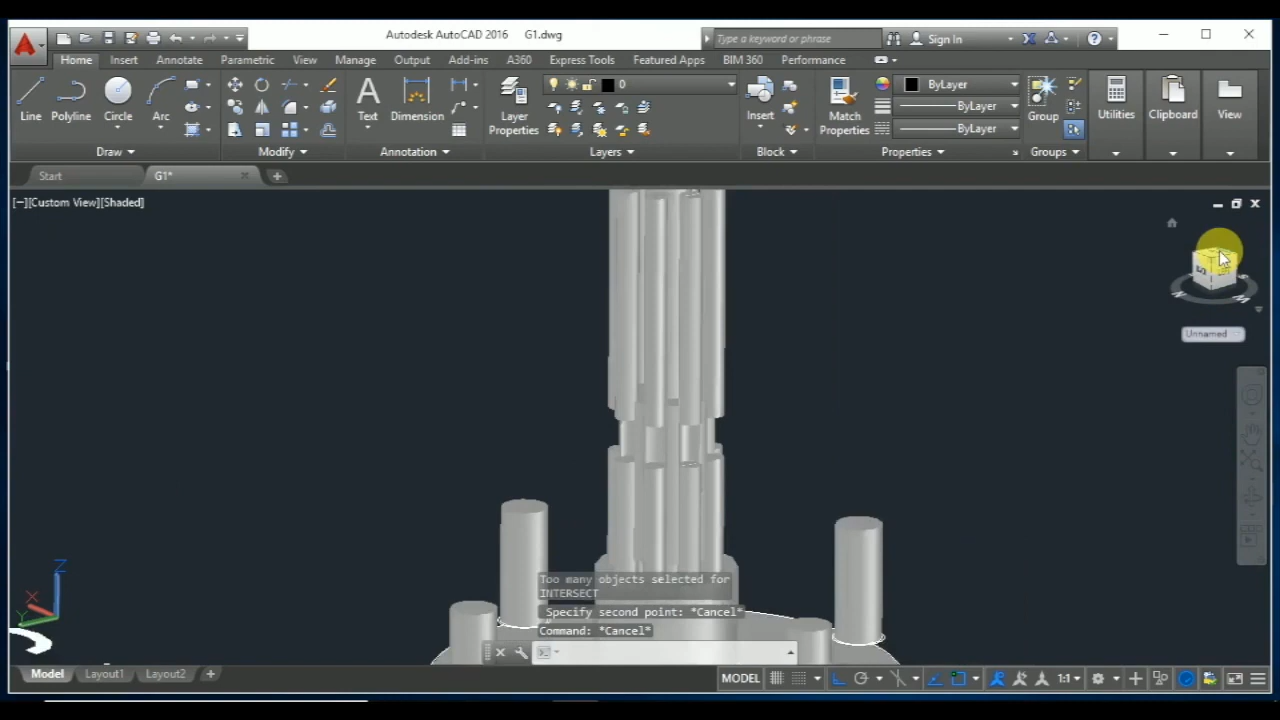 Autodesk AutoCAD 2016 G1.dwg
Type a keyword or phrase
Sign In
Home Insert Annotate Parametric View Manage Output Add-ins A360 Express Tools Featured Apps BIM 360 Performance
Line Polyline Circle Arc
Text Dimension
Layer Properties
0
Insert
Match Properties
ByLayer
ByLayer
ByLayer
Group
Utilities Clipboard View
Draw Modify Annotation Layers Block Properties Groups
Start G1*
[−][Custom View][Shaded]
Unnamed
Z
X
Y
Too many objects selected for
INTERSECT
Specify second point: *Cancel*
Command: *Cancel*
Model Layout1 Layout2
MODEL
1:1